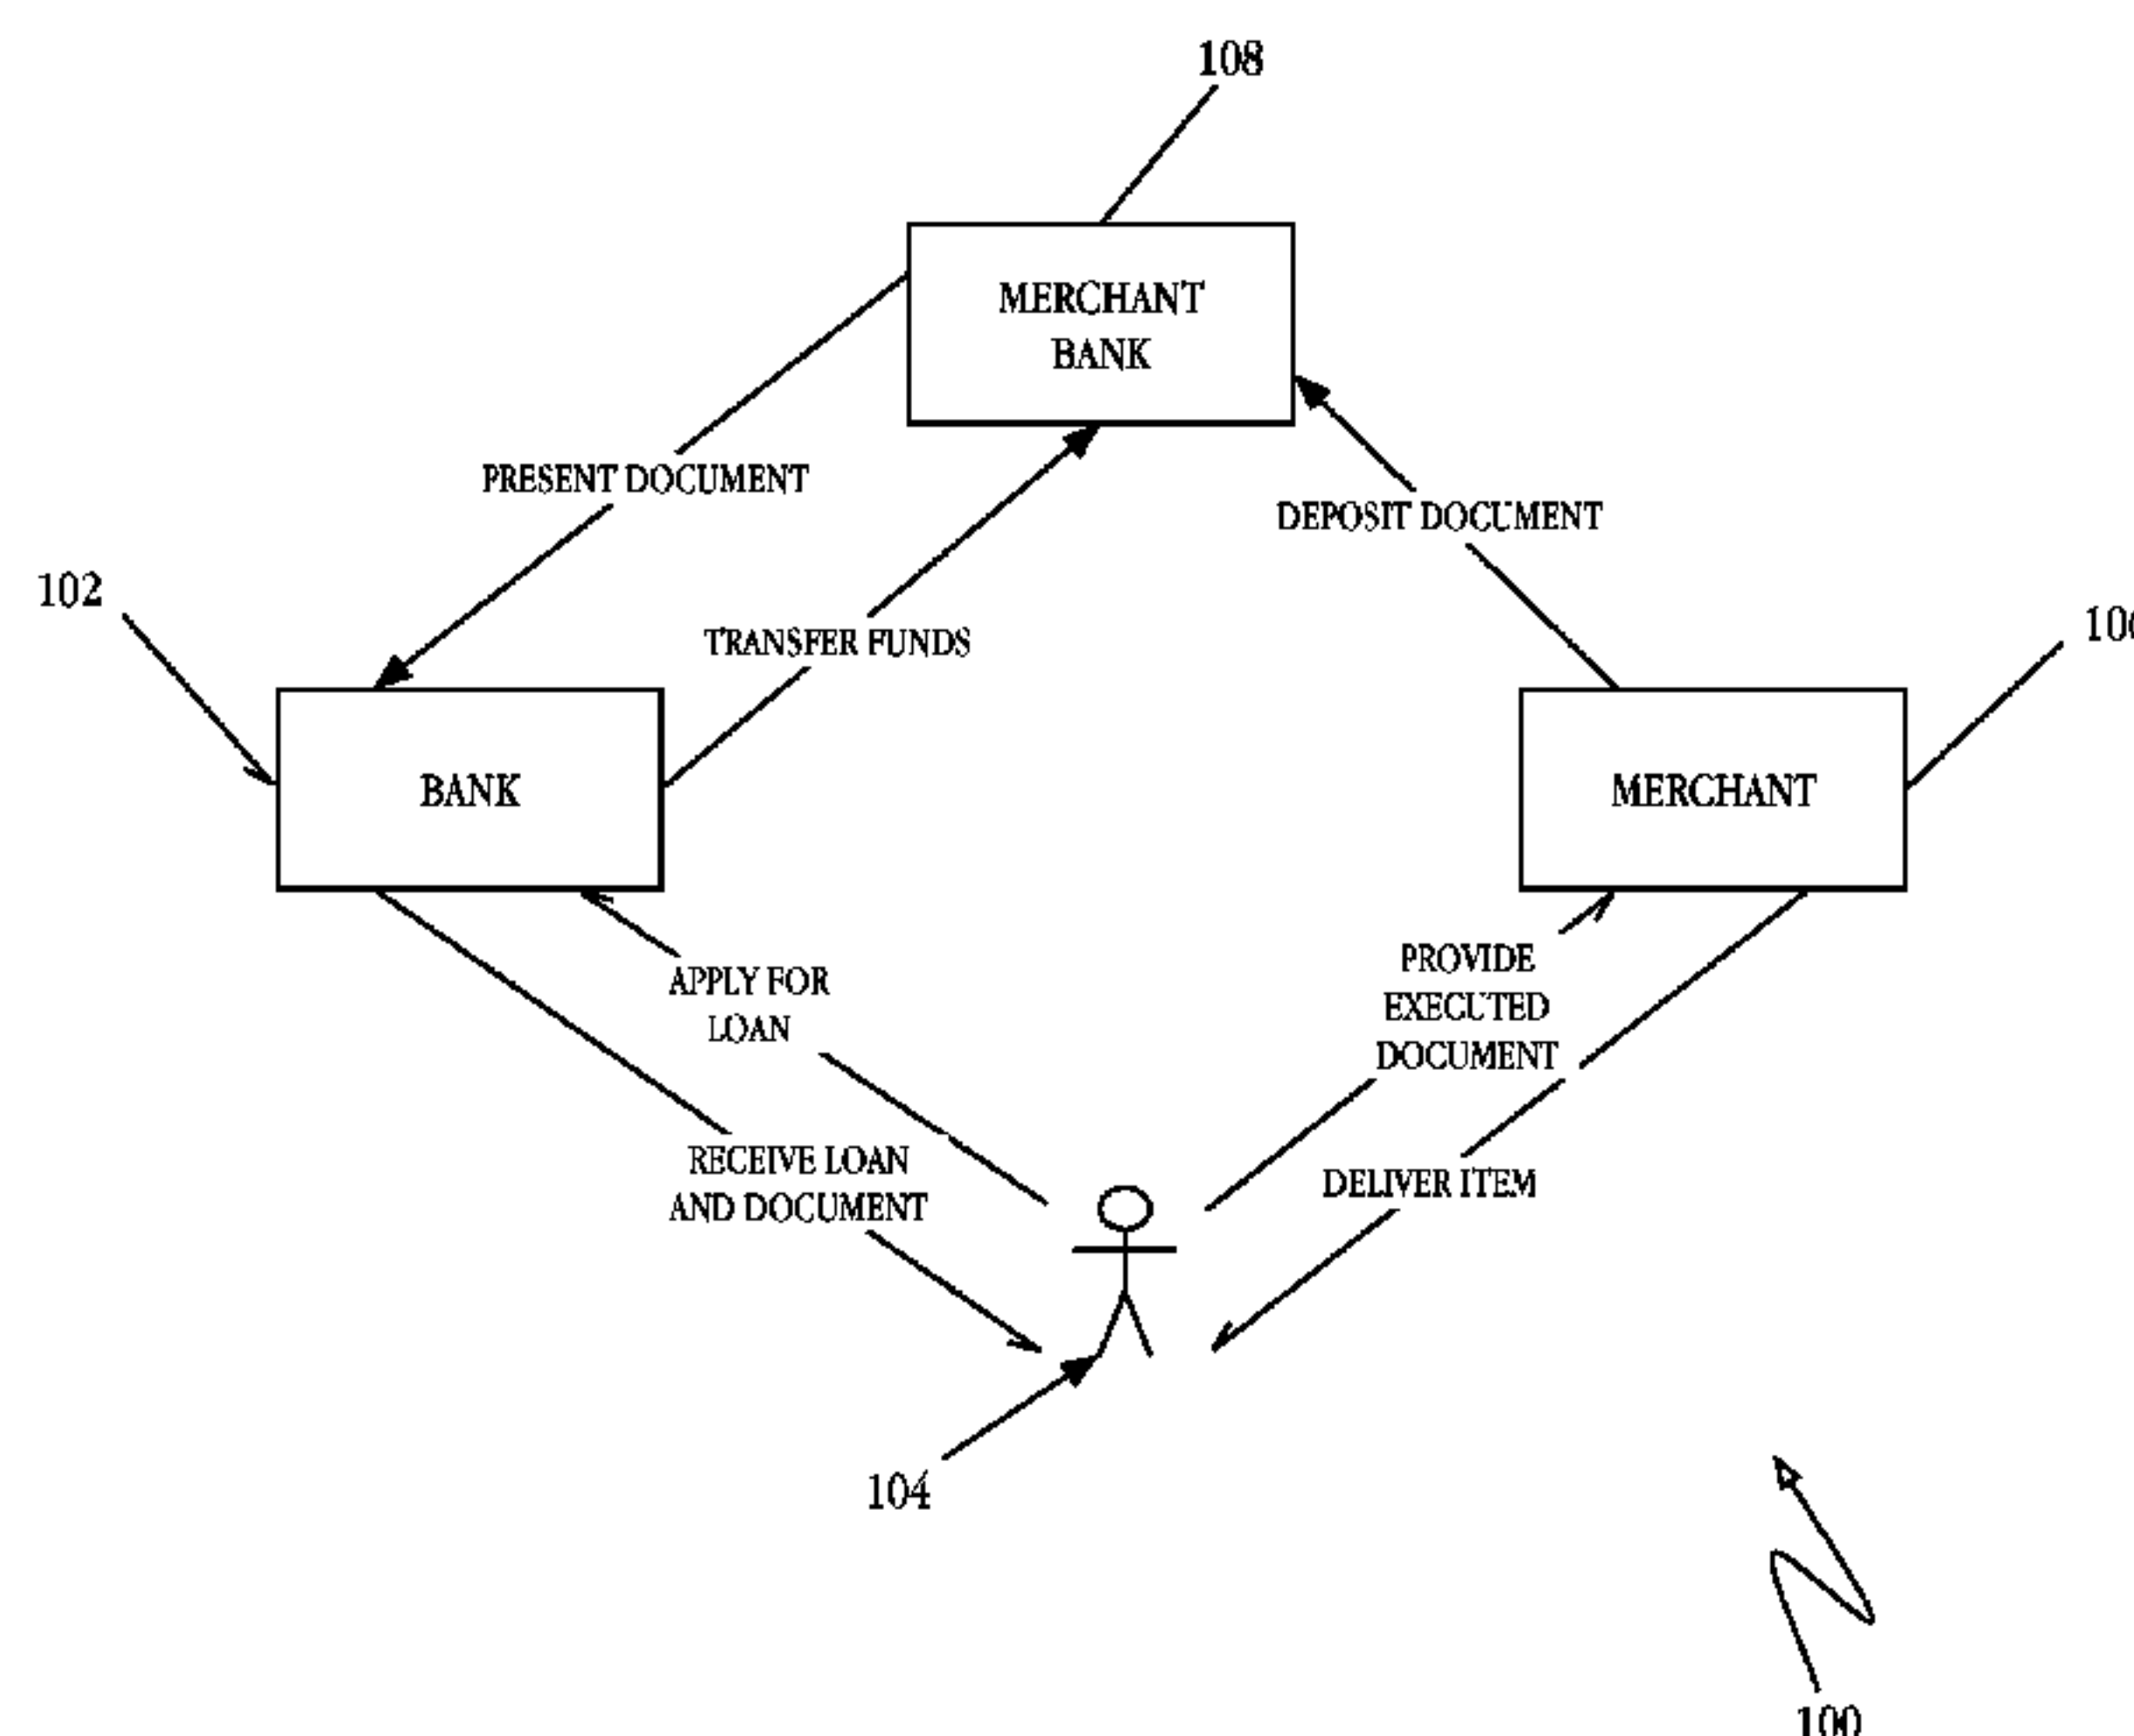 108
MERCHANT
BANK
PRESENT DOCUMENT
DEPOSIT DOCUMENT
102
TRANSFER FUNDS
BANK
MERCHANT
PROVIDE
EXECUTED
DOCUMENT
APPLY FOR
LOAN
RECEIVE LOAN
AND DOCUMENT
DELIVER ITEM
104
100